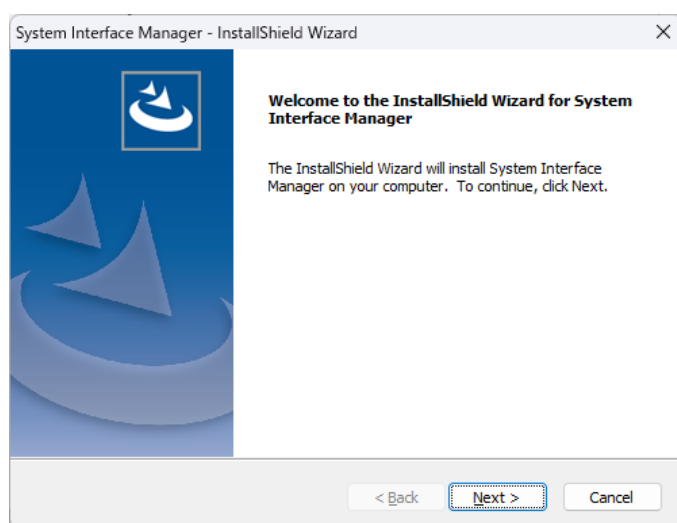 System Interface Manager - InstallShield Wizard
Welcome to the InstallShield Wizard for System
Interface Manager
The InstallShield Wizard will install System Interface
Manager on your computer. To continue, click Next.
< Back
Next >
Cancel